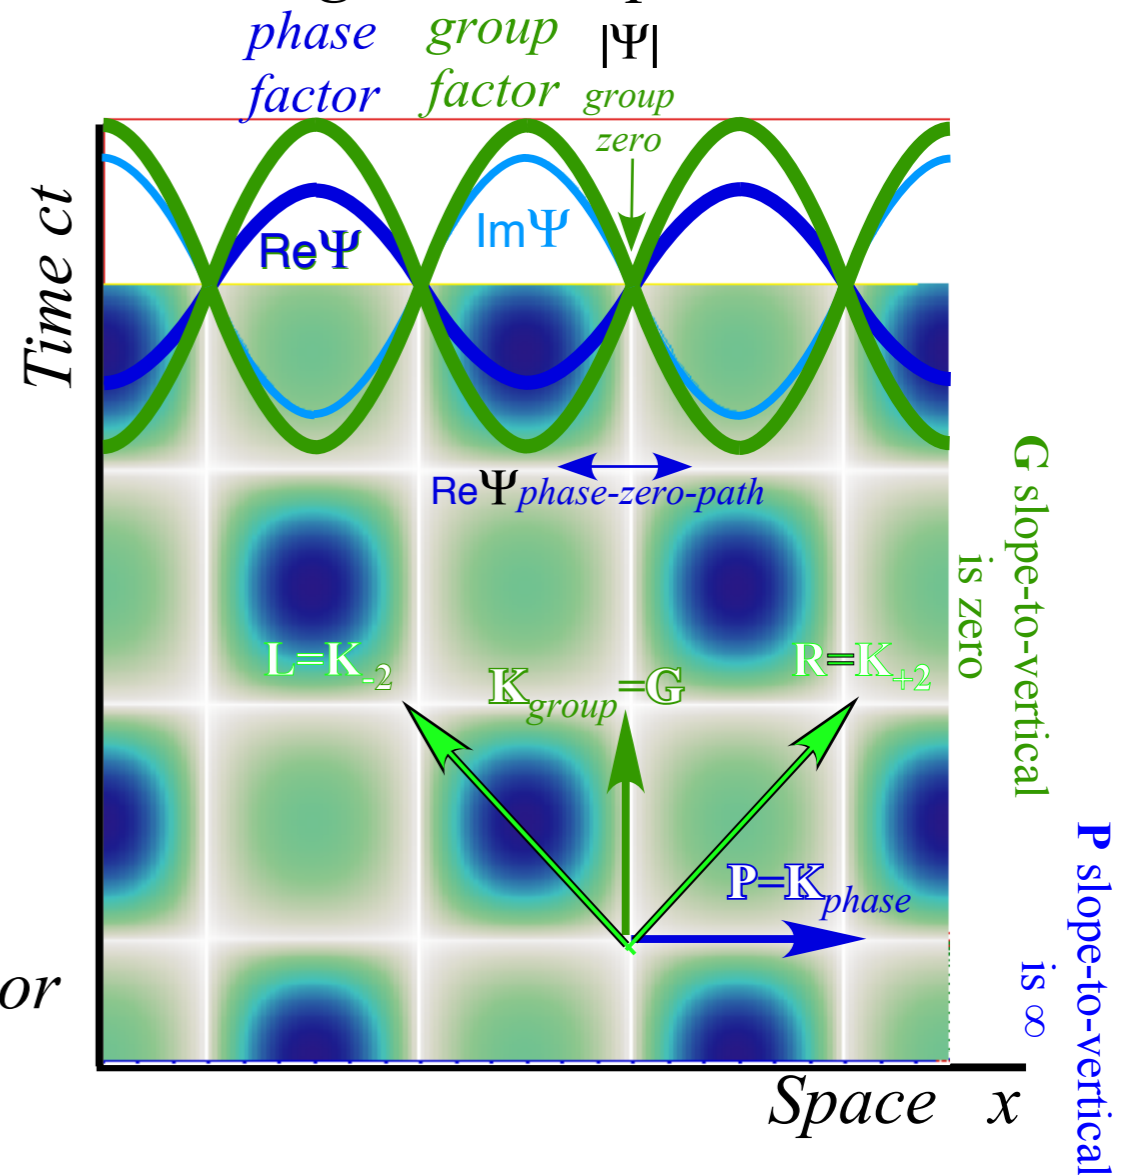 phase
factor
group
factor
|Ψ|
group
zero
Time ct
ReΨ
ImΨ
ReΨphase-zero-path
G slope-to-vertical
is zero
L=K-2
Kgroup=G
R=K+2
P=Kphase
P slope-to-vertical
is ∞
or
Space x